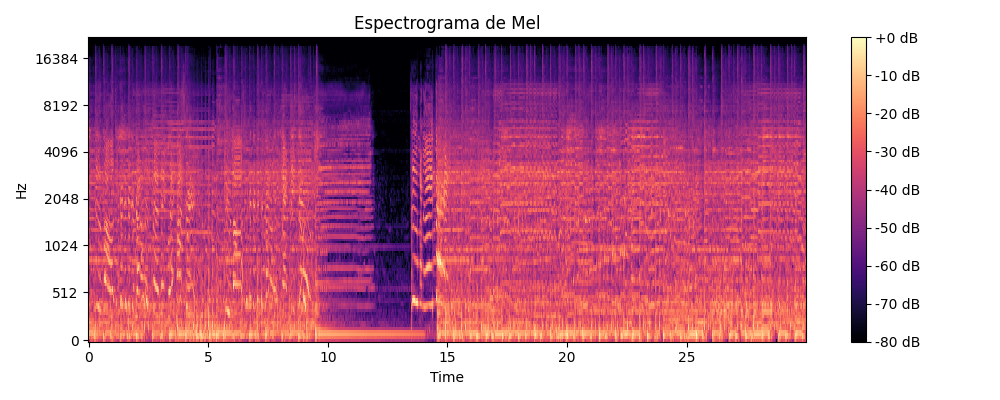 Espectrograma de Mel
Hz
16384
8192
4096
2048
1024
512
0
0 5 10 15 20 25
Time
+0 dB
-10 dB
-20 dB
-30 dB
-40 dB
-50 dB
-60 dB
-70 dB
-80 dB